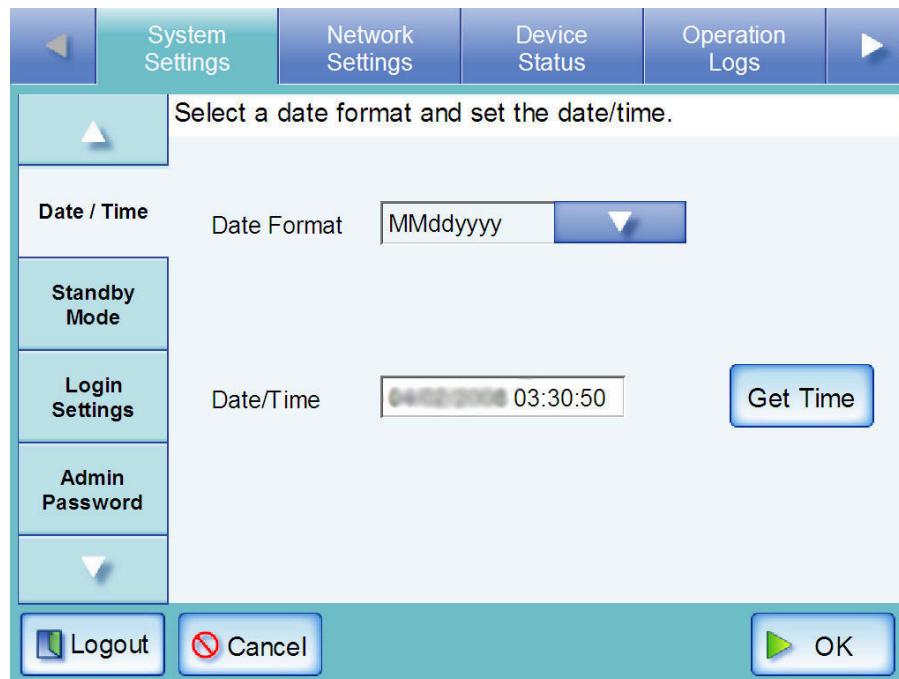 System Settings
Network Settings
Device Status
Operation Logs
Select a date format and set the date/time.
Date / Time
Date Format
MMddyyyy
Standby Mode
Login Settings
Date/Time
03:30:50
Get Time
Admin Password
Logout
Cancel
OK